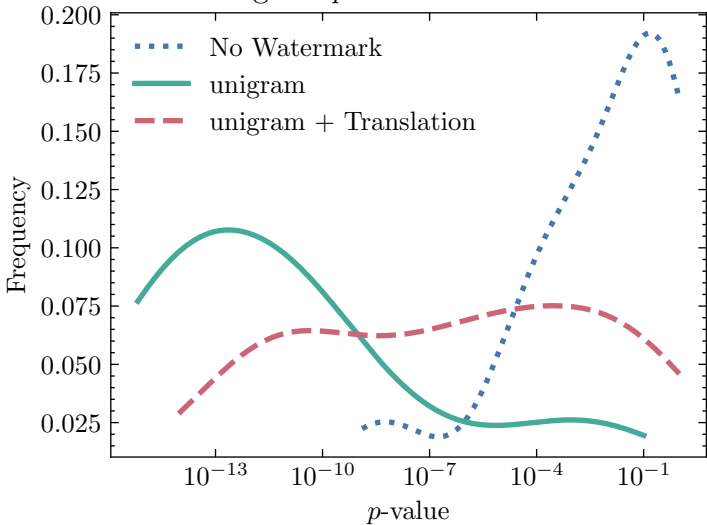 0.200
0.175
0.150
0.125
0.100
0.075
0.050
0.025
Frequency
No Watermark
unigram
unigram + Translation
10⁻¹³
10⁻¹⁰
10⁻⁷
10⁻⁴
10⁻¹
p-value